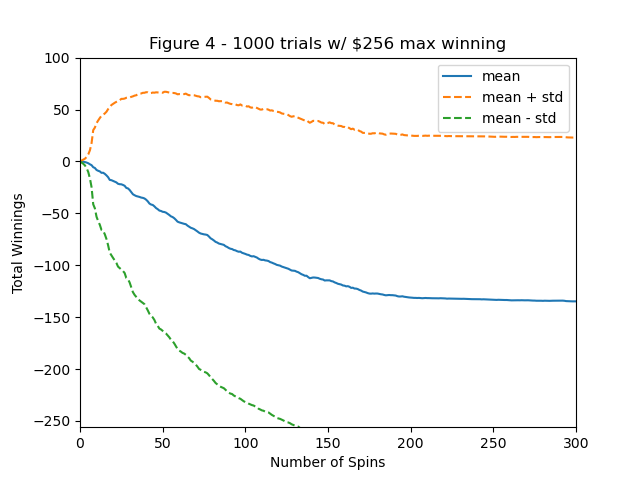 Figure 4 - 1000 trials w/ $256 max winning
100
50
0
−50
−100
−150
−200
−250
Total Winnings
mean
mean + std
mean - std
0 50 100 150 200 250 300
Number of Spins